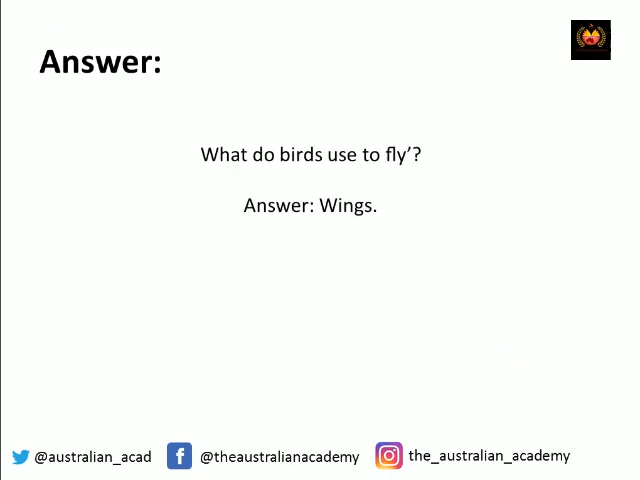 Answer:
What do birds use to fly’?
Answer: Wings.
@australian_acad @theaustralianacademy the_australian_academy